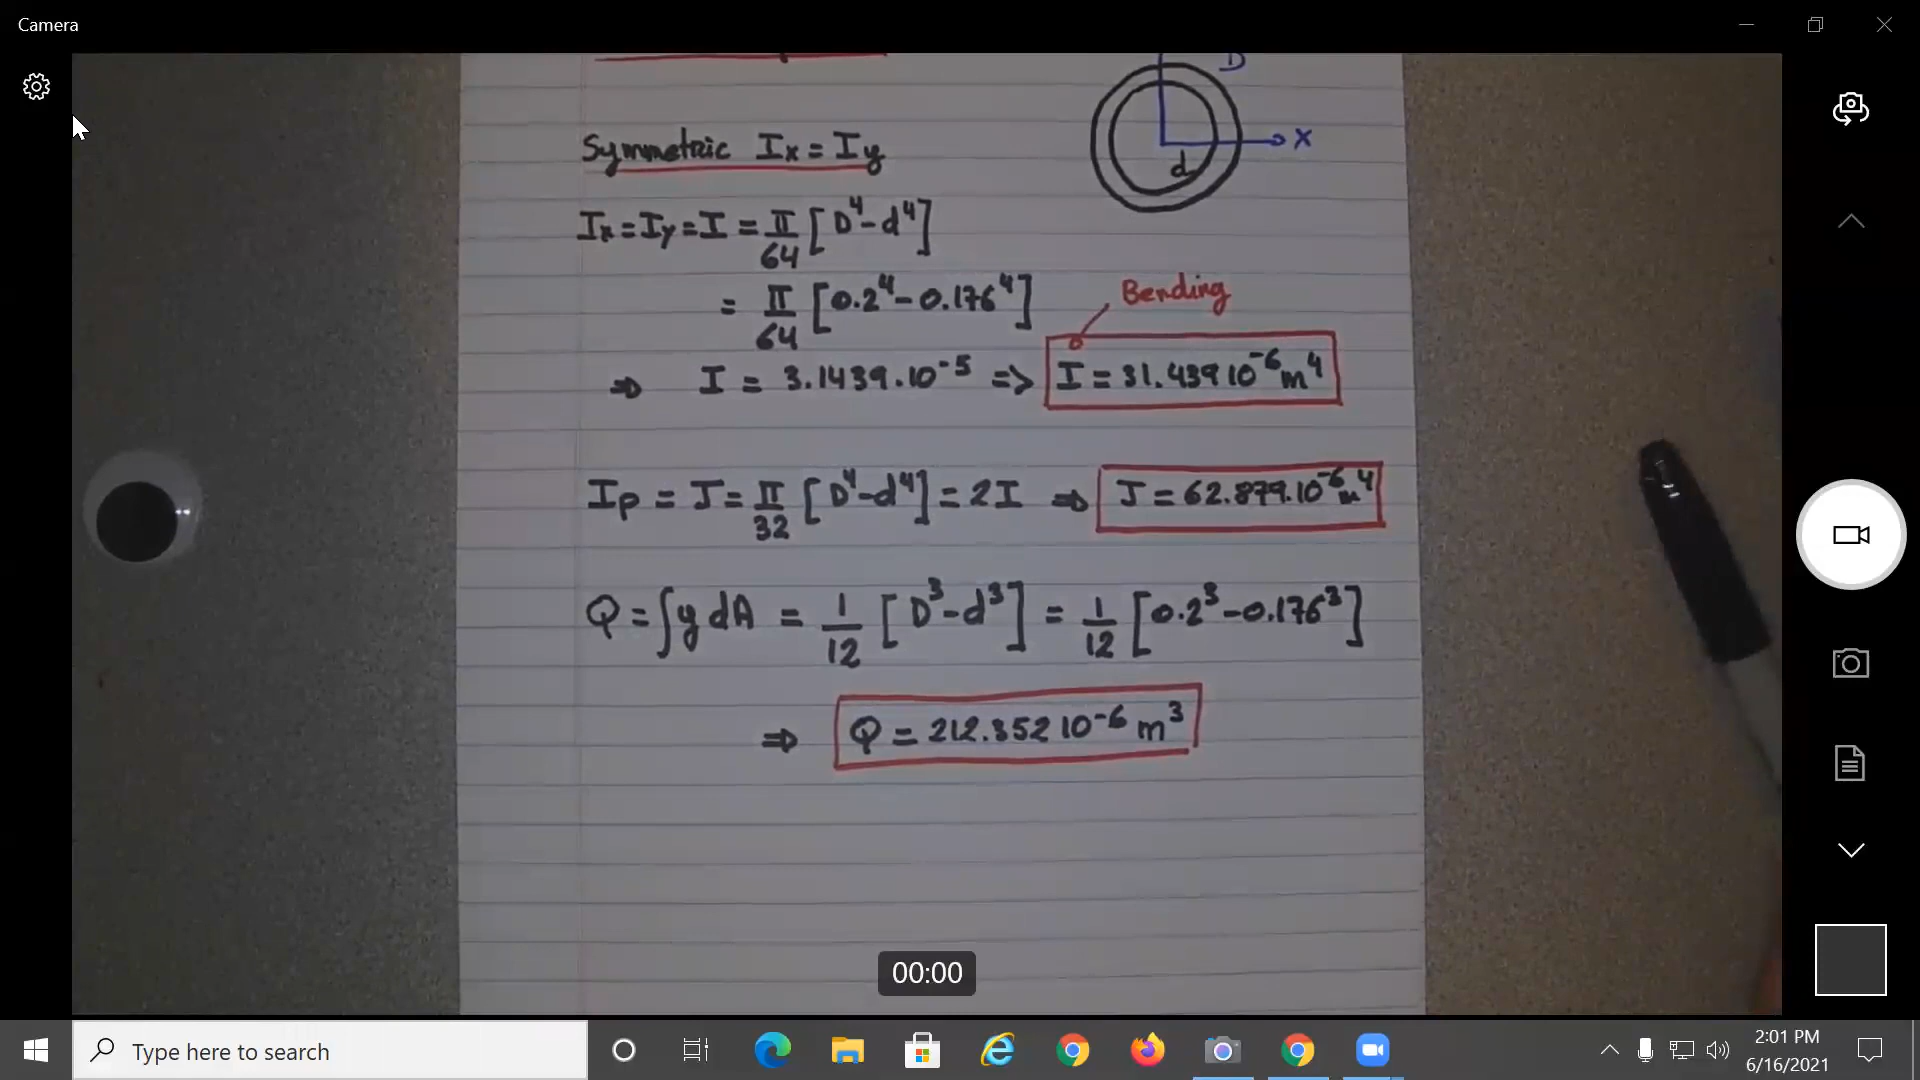 Camera
D
x
d
Symmetric Ix = Iy
Ix = Iy = I = π/64 [D⁴ - d⁴]
= π/64 [0.2⁴ - 0.176⁴]
Bending
⇒ I = 3.1439.10⁻⁵ => I = 31.439 10⁻⁶ m⁴
Ip = J = π/32 [D⁴ - d⁴] = 2I ⇒ J = 62.879.10⁻⁶ m⁴
Q = ∫y dA = 1/12 [D³ - d³] = 1/12 [0.2³ - 0.176³]
⇒ Q = 212.352 10⁻⁶ m³
00:00
Type here to search
2:01 PM
6/16/2021